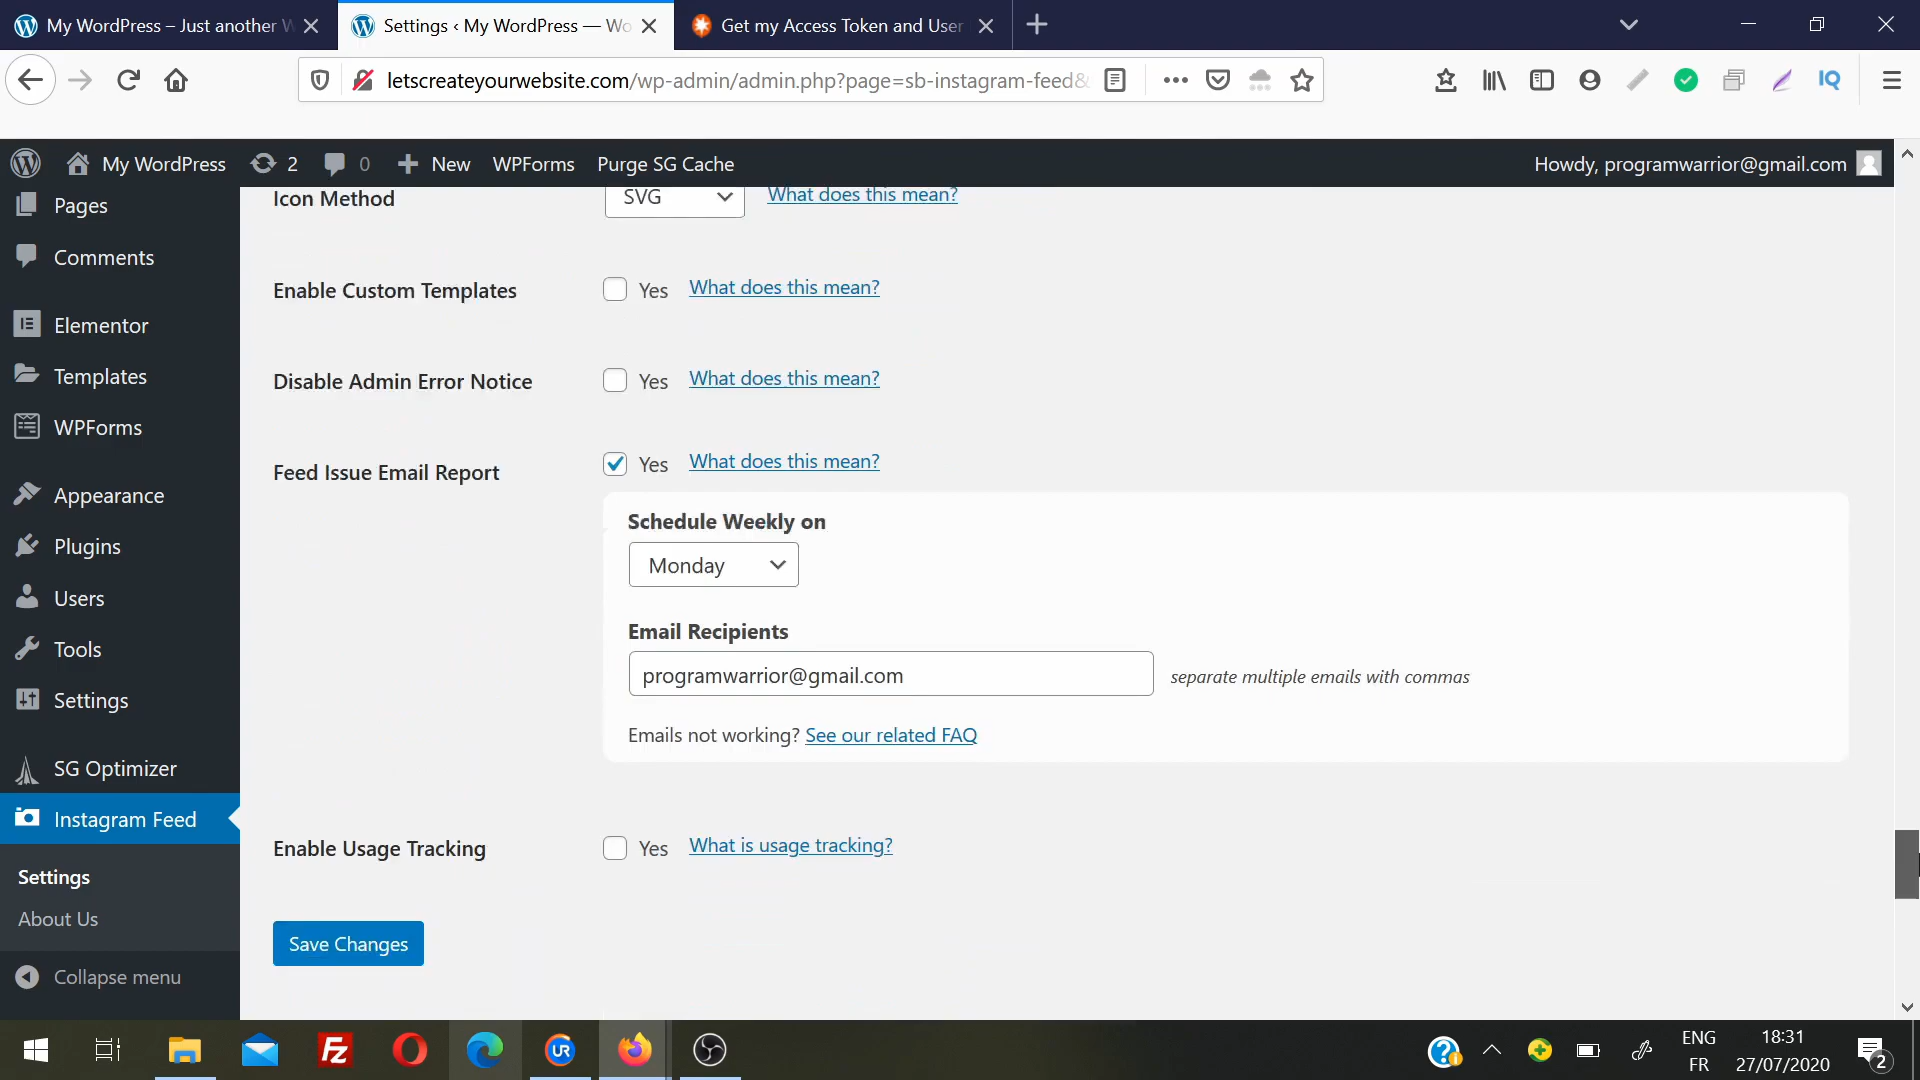 My WordPress – Just another W
Settings ‹ My WordPress — Wo
Get my Access Token and User
letscreateyourwebsite.com/wp-admin/admin.php?page=sb-instagram-feed&
IQ
My WordPress
2
0
New
WPForms
Purge SG Cache
Howdy, programwarrior@gmail.com
Pages
Comments
Elementor
Templates
WPForms
Appearance
Plugins
Users
Tools
Settings
SG Optimizer
Instagram Feed
Settings
About Us
Collapse menu
Icon Method
SVG
What does this mean?
Enable Custom Templates
Yes
What does this mean?
Disable Admin Error Notice
Yes
What does this mean?
Feed Issue Email Report
Yes
What does this mean?
Schedule Weekly on
Monday
Email Recipients
programwarrior@gmail.com
separate multiple emails with commas
Emails not working? See our related FAQ
Enable Usage Tracking
Yes
What is usage tracking?
Save Changes
Fz
UR
ENG
FR
18:31
27/07/2020
2